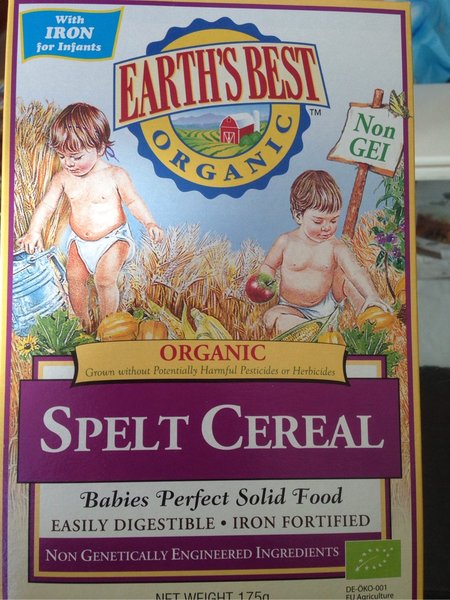 With
IRON
for Infants
EARTH'S BEST
TM
ORGANIC
Non
GEI
ORGANIC
Grown without Potentially Harmful Pesticides or Herbicides
SPELT CEREAL
Babies Perfect Solid Food
EASILY DIGESTIBLE • IRON FORTIFIED
NON GENETICALLY ENGINEERED INGREDIENTS
NET WEIGHT 175g
DE-ÖKO-001
EU Agriculture